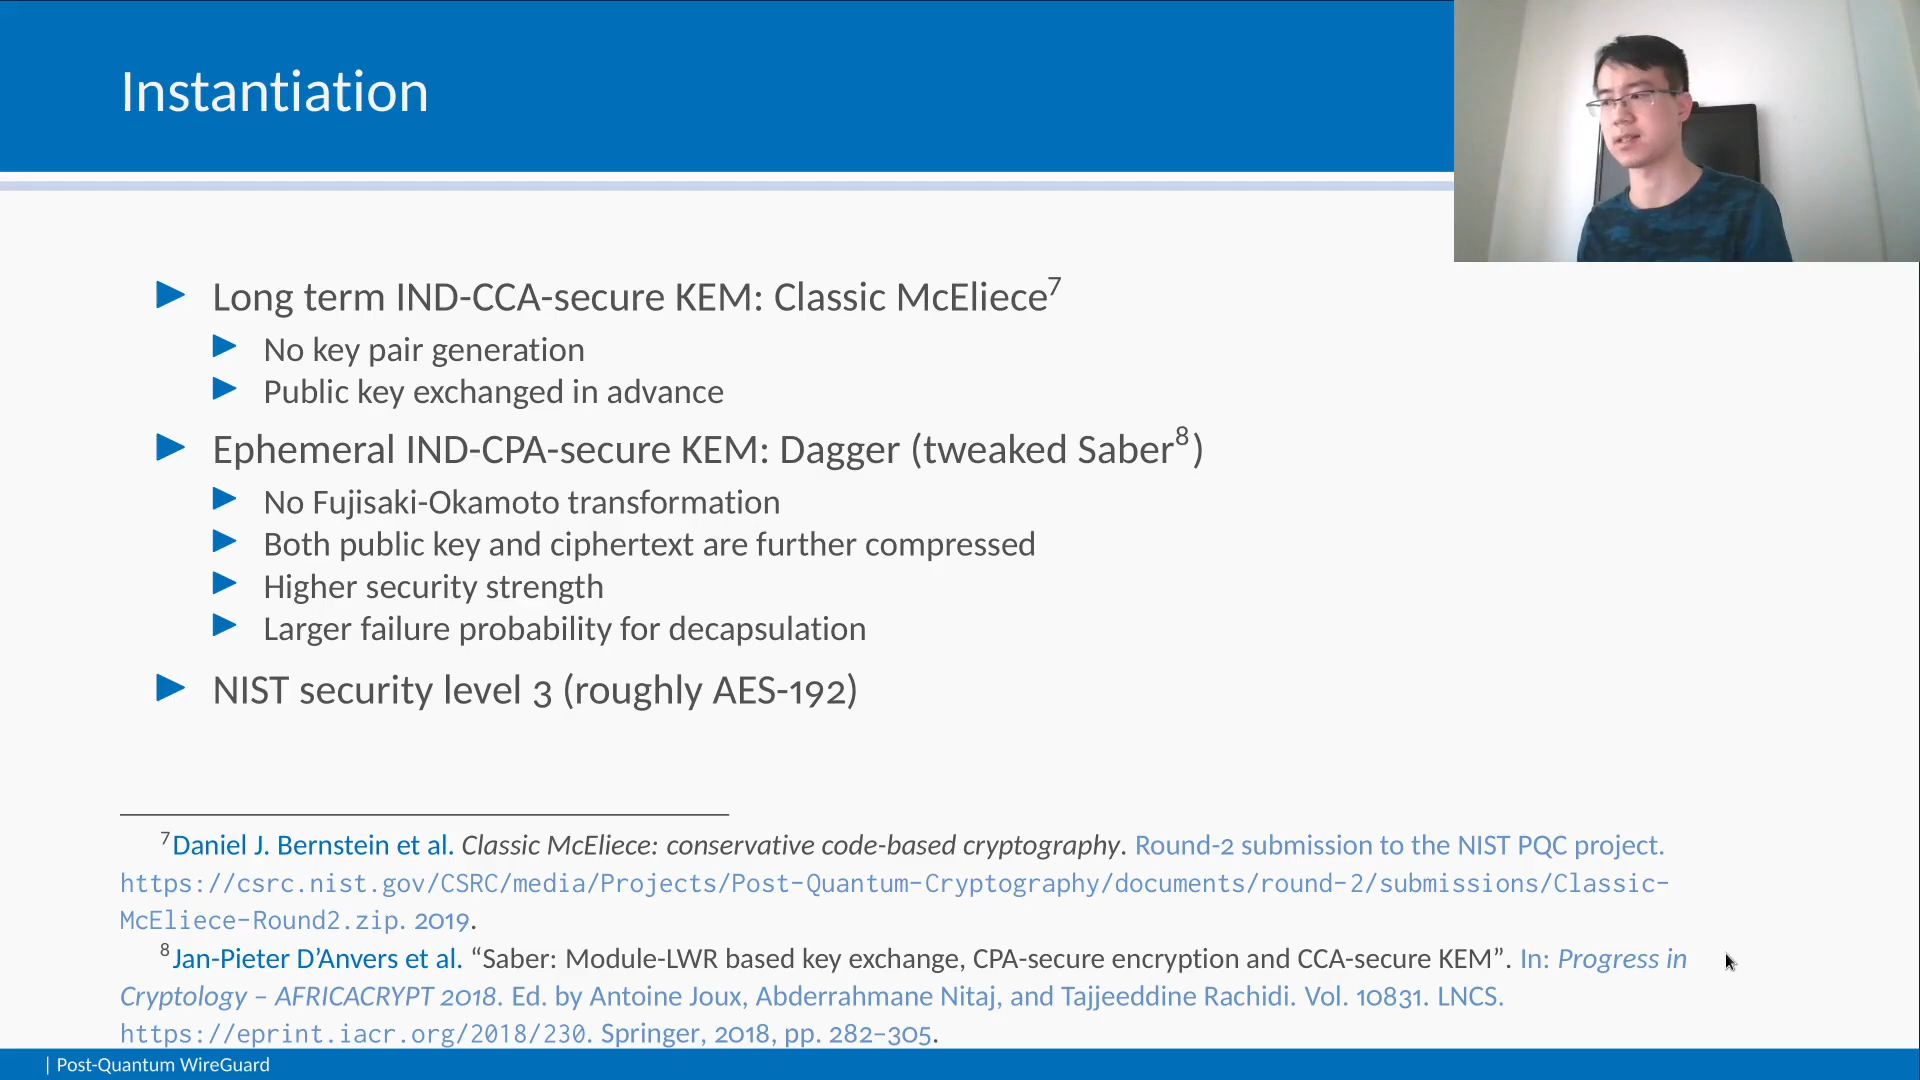 Instantiation
Long term IND-CCA-secure KEM: Classic McEliece7
No key pair generation
Public key exchanged in advance
Ephemeral IND-CPA-secure KEM: Dagger (tweaked Saber8)
No Fujisaki-Okamoto transformation
Both public key and ciphertext are further compressed
Higher security strength
Larger failure probability for decapsulation
NIST security level 3 (roughly AES-192)
7Daniel J. Bernstein et al. Classic McEliece: conservative code-based cryptography. Round-2 submission to the NIST PQC project.
https://csrc.nist.gov/CSRC/media/Projects/Post-Quantum-Cryptography/documents/round-2/submissions/Classic-
McEliece-Round2.zip. 2019.
8Jan-Pieter D’Anvers et al. “Saber: Module-LWR based key exchange, CPA-secure encryption and CCA-secure KEM”. In: Progress in
Cryptology – AFRICACRYPT 2018. Ed. by Antoine Joux, Abderrahmane Nitaj, and Tajjeeddine Rachidi. Vol. 10831. LNCS.
https://eprint.iacr.org/2018/230. Springer, 2018, pp. 282–305.
| Post-Quantum WireGuard